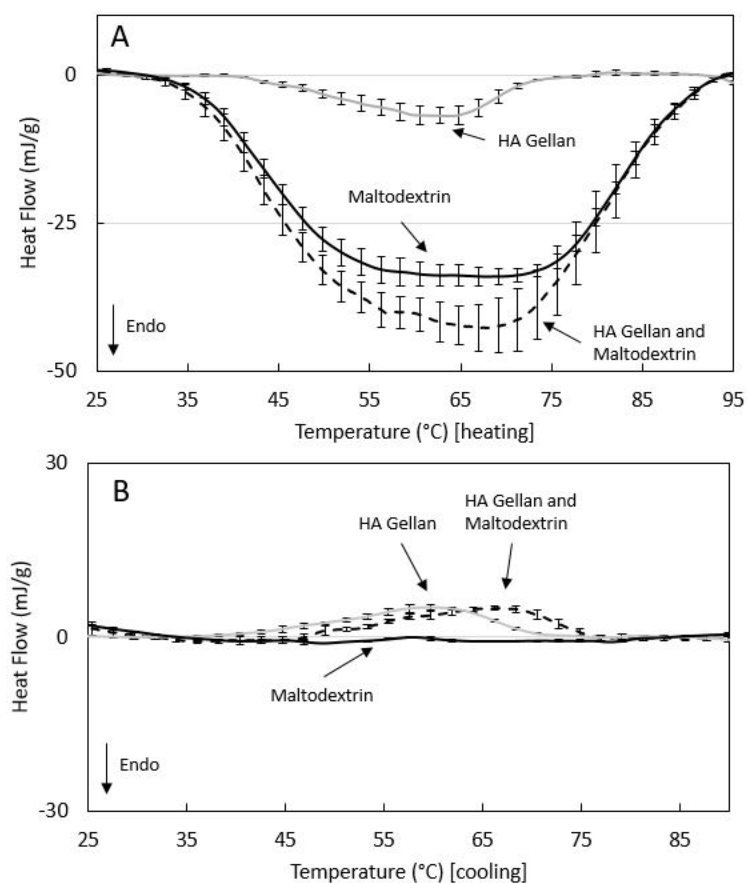 A
0
HA Gellan
Maltodextrin
-25
Heat Flow (mJ/g)
Endo
HA Gellan and
Maltodextrin
-50
25 35 45 55 65 75 85 95
Temperature (°C) [heating]
30
B
HA Gellan
HA Gellan and
Maltodextrin
Heat Flow (mJ/g)
0
Maltodextrin
Endo
-30
25 35 45 55 65 75 85
Temperature (°C) [cooling]